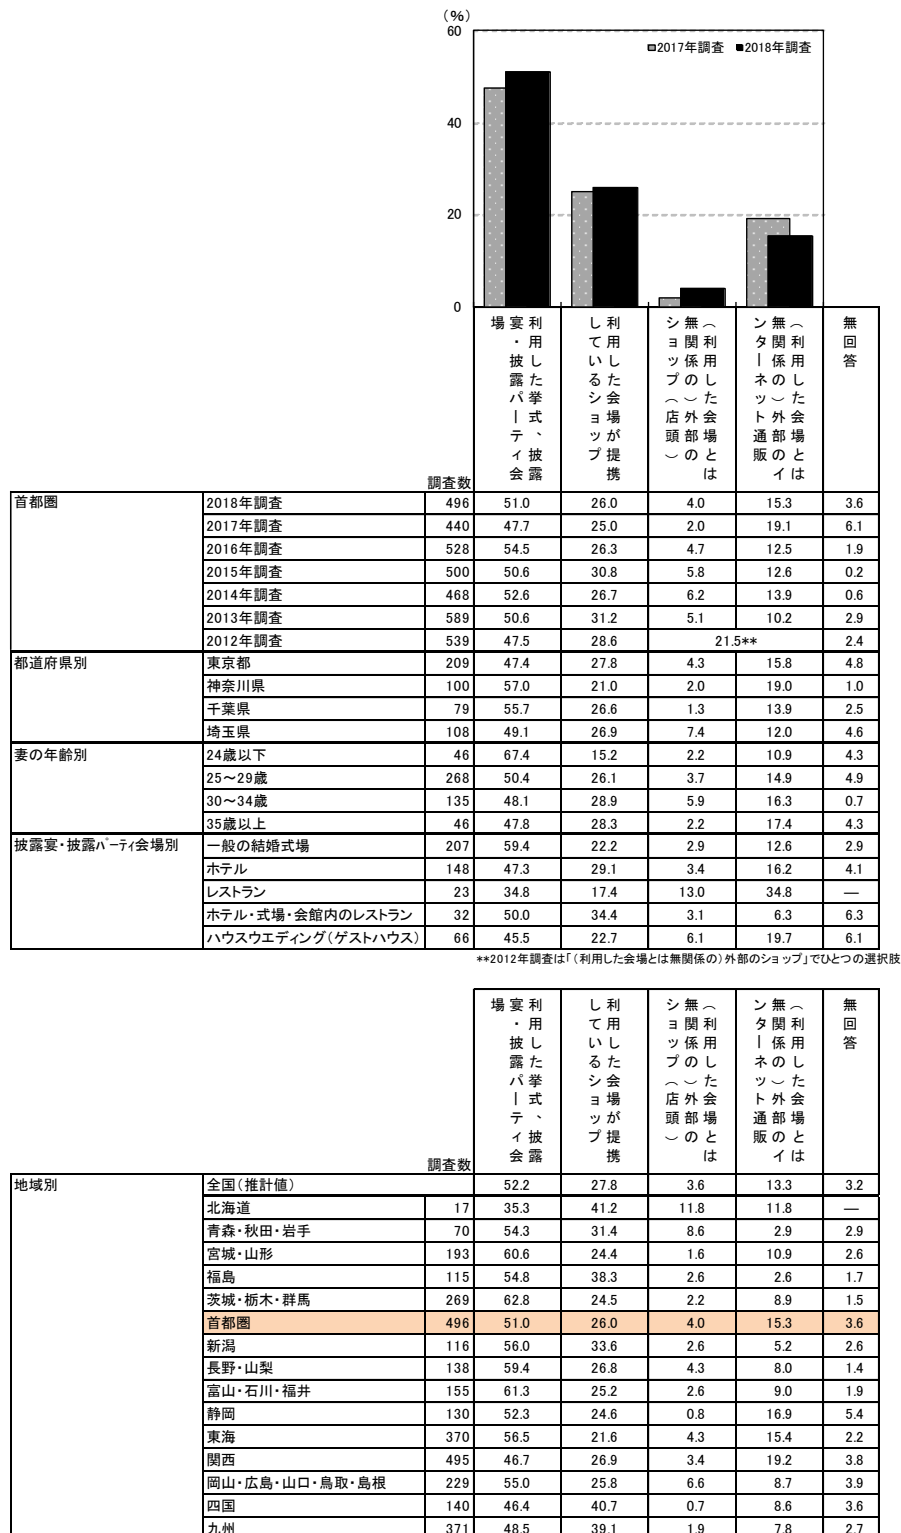 (％)
60
40
20
0
■2017年調査 ■2018年調査
調査数
利用した挙式、披露宴・披露パーティ会場
利用した会場が提携しているショップ
（利用した会場とは無関係の）外部のショップ（店頭）
（利用した会場とは無関係の）外部のインターネット通販
無回答
首都圏 2018年調査 496 51.0 26.0 4.0 15.3 3.6
2017年調査 440 47.7 25.0 2.0 19.1 6.1
2016年調査 528 54.5 26.3 4.7 12.5 1.9
2015年調査 500 50.6 30.8 5.8 12.6 0.2
2014年調査 468 52.6 26.7 6.2 13.9 0.6
2013年調査 589 50.6 31.2 5.1 10.2 2.9
2012年調査 539 47.5 28.6 21.5** 2.4
都道府県別 東京都 209 47.4 27.8 4.3 15.8 4.8
神奈川県 100 57.0 21.0 2.0 19.0 1.0
千葉県 79 55.7 26.6 1.3 13.9 2.5
埼玉県 108 49.1 26.9 7.4 12.0 4.6
妻の年齢別 24歳以下 46 67.4 15.2 2.2 10.9 4.3
25～29歳 268 50.4 26.1 3.7 14.9 4.9
30～34歳 135 48.1 28.9 5.9 16.3 0.7
35歳以上 46 47.8 28.3 2.2 17.4 4.3
披露宴・披露ﾊﾟｰﾃｨ会場別 一般の結婚式場 207 59.4 22.2 2.9 12.6 2.9
ホテル 148 47.3 29.1 3.4 16.2 4.1
レストラン 23 34.8 17.4 13.0 34.8 ―
ホテル・式場・会館内のレストラン 32 50.0 34.4 3.1 6.3 6.3
ハウスウエディング（ゲストハウス） 66 45.5 22.7 6.1 19.7 6.1
**2012年調査は「（利用した会場とは無関係の）外部のショップ」でひとつの選択肢
調査数
利用した挙式、披露宴・披露パーティ会場
利用した会場が提携しているショップ
（利用した会場とは無関係の）外部のショップ（店頭）
（利用した会場とは無関係の）外部のインターネット通販
無回答
地域別 全国（推計値） 52.2 27.8 3.6 13.3 3.2
北海道 17 35.3 41.2 11.8 11.8 ―
青森・秋田・岩手 70 54.3 31.4 8.6 2.9 2.9
宮城・山形 193 60.6 24.4 1.6 10.9 2.6
福島 115 54.8 38.3 2.6 2.6 1.7
茨城・栃木・群馬 269 62.8 24.5 2.2 8.9 1.5
首都圏 496 51.0 26.0 4.0 15.3 3.6
新潟 116 56.0 33.6 2.6 5.2 2.6
長野・山梨 138 59.4 26.8 4.3 8.0 1.4
富山・石川・福井 155 61.3 25.2 2.6 9.0 1.9
静岡 130 52.3 24.6 0.8 16.9 5.4
東海 370 56.5 21.6 4.3 15.4 2.2
関西 495 46.7 26.9 3.4 19.2 3.8
岡山・広島・山口・鳥取・島根 229 55.0 25.8 6.6 8.7 3.9
四国 140 46.4 40.7 0.7 8.6 3.6
九州 371 48.5 39.1 1.9 7.8 2.7